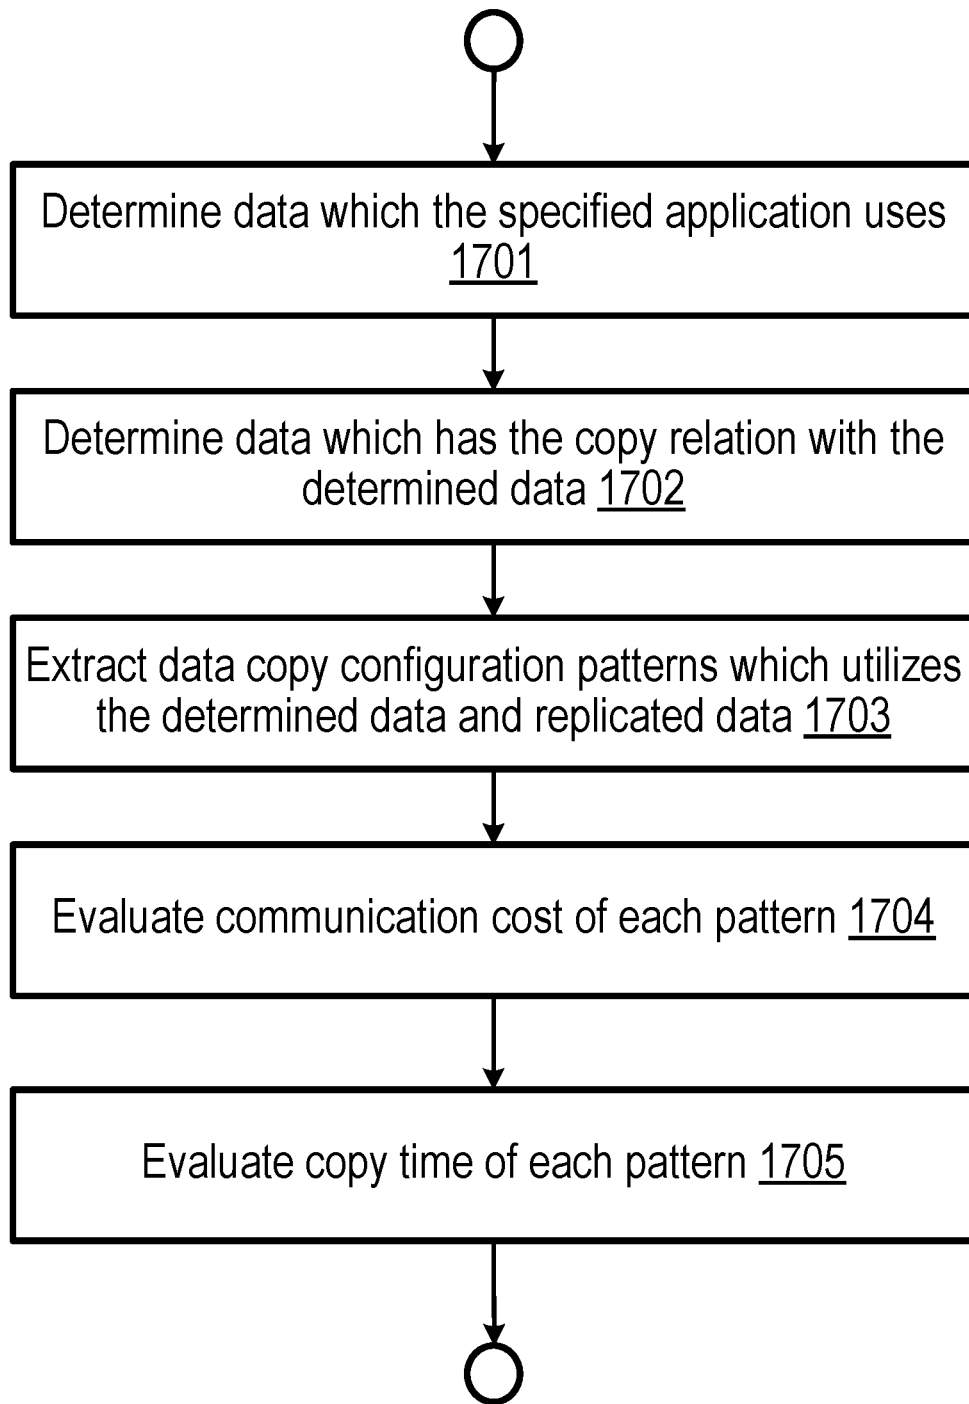 Determine data which the specified application uses
1701
Determine data which has the copy relation with the
determined data 1702
Extract data copy configuration patterns which utilizes
the determined data and replicated data 1703
Evaluate communication cost of each pattern 1704
Evaluate copy time of each pattern 1705